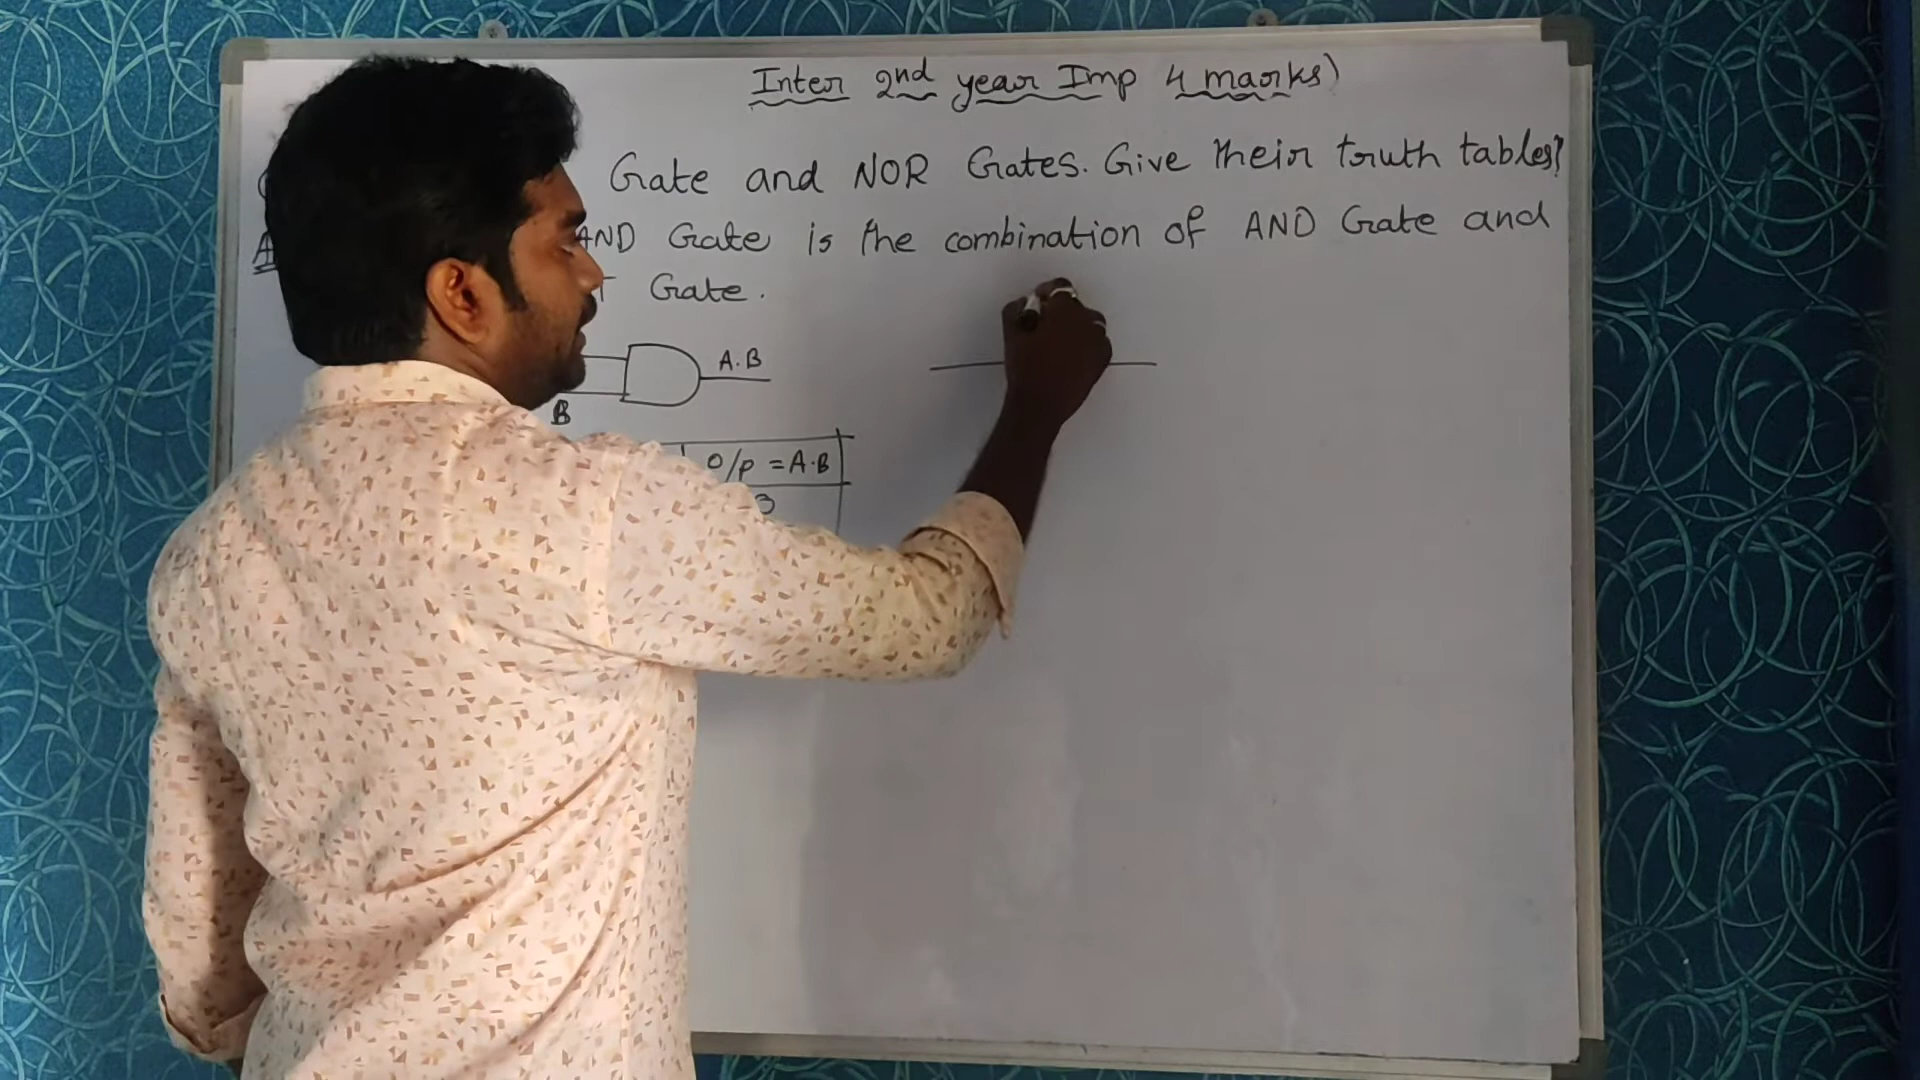 Inter 2nd year Imp 4 marks)
Gate and NOR Gates. Give their truth tables?
AND Gate is the combination of AND Gate and
T Gate.
A.B
B
O/p = A.B